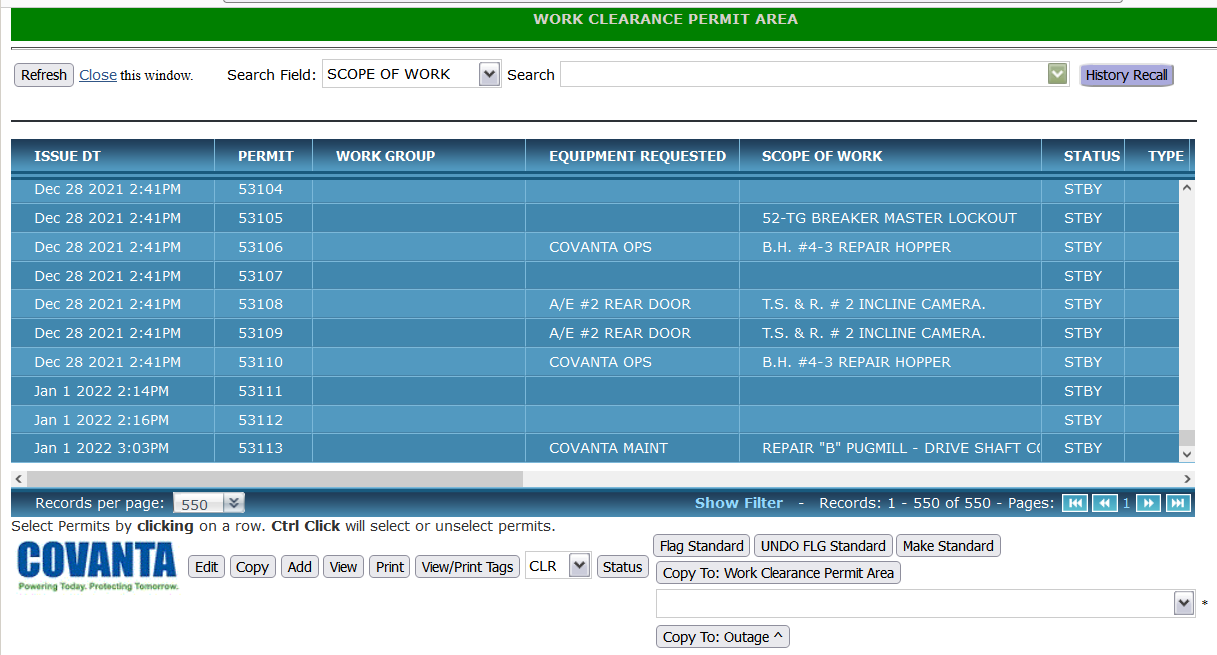 WORK CLEARANCE PERMIT AREA
Refresh Close this window. Search Field: SCOPE OF WORK Search History Recall
ISSUE DT PERMIT WORK GROUP EQUIPMENT REQUESTED SCOPE OF WORK STATUS TYPE
Dec 28 2021 2:41PM 53104 STBY
Dec 28 2021 2:41PM 53105 52-TG BREAKER MASTER LOCKOUT STBY
Dec 28 2021 2:41PM 53106 COVANTA OPS B.H. #4-3 REPAIR HOPPER STBY
Dec 28 2021 2:41PM 53107 STBY
Dec 28 2021 2:41PM 53108 A/E #2 REAR DOOR T.S. & R. # 2 INCLINE CAMERA. STBY
Dec 28 2021 2:41PM 53109 A/E #2 REAR DOOR T.S. & R. # 2 INCLINE CAMERA. STBY
Dec 28 2021 2:41PM 53110 COVANTA OPS B.H. #4-3 REPAIR HOPPER STBY
Jan 1 2022 2:14PM 53111 STBY
Jan 1 2022 2:16PM 53112 STBY
Jan 1 2022 3:03PM 53113 COVANTA MAINT REPAIR "B" PUGMILL - DRIVE SHAFT STBY
Records per page: 550 Show Filter - Records: 1 - 550 of 550 - Pages: 1
Select Permits by clicking on a row. Ctrl Click will select or unselect permits.
COVANTA
Powering Today. Protecting Tomorrow.
Edit Copy Add View Print View/Print Tags CLR Status
Flag Standard UNDO FLG Standard Make Standard
Copy To: Work Clearance Permit Area
*
Copy To: Outage ^